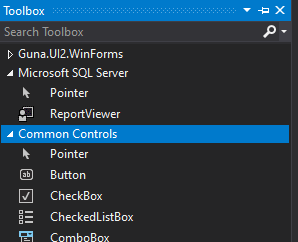 Toolbox
Search Toolbox
Guna.UI2.WinForms
Microsoft SQL Server
Pointer
ReportViewer
Common Controls
Pointer
Button
CheckBox
CheckedListBox
ComboBox